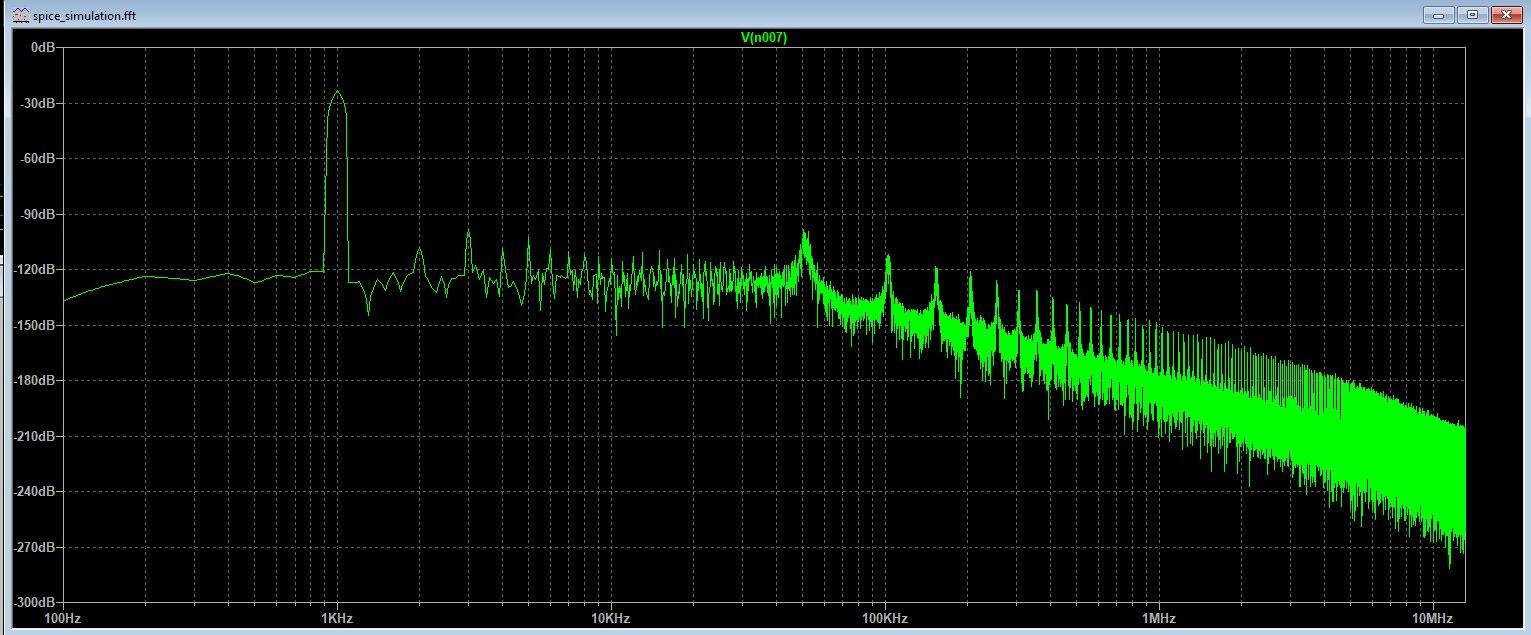 spice_simulation.fft
V(n007)
0dB
-30dB
-60dB
-90dB
-120dB
-150dB
-180dB
-210dB
-240dB
-270dB
-300dB
100Hz 1KHz 10KHz 100KHz 1MHz 10MHz